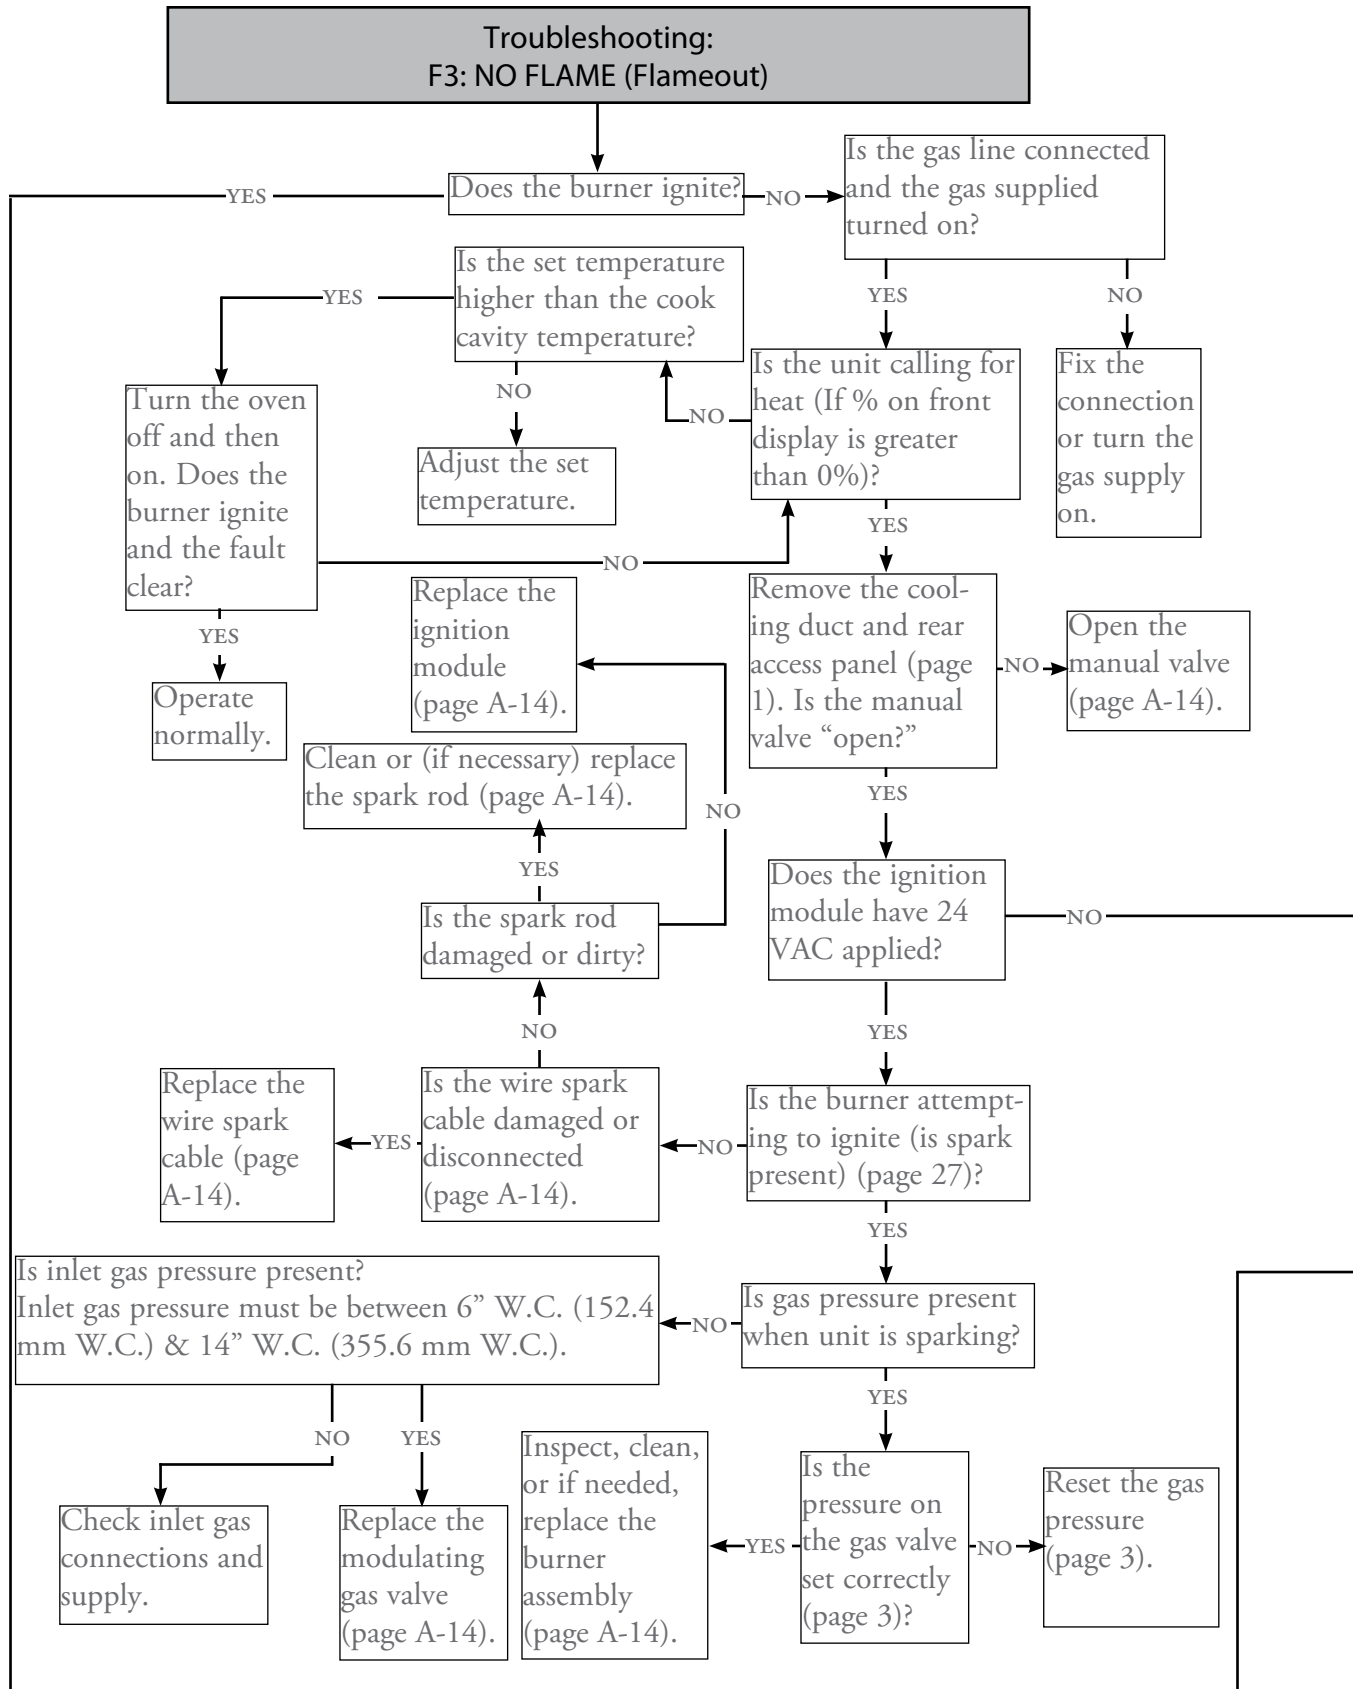 Troubleshooting:
F3: NO FLAME (Flameout)
Does the burner ignite?
YES
NO
Is the gas line connected
and the gas supplied
turned on?
YES
NO
Fix the
connection
or turn the
gas supply
on.
Is the unit calling for
heat (If % on front
display is greater
than 0%)?
NO
YES
Is the set temperature
higher than the cook
cavity temperature?
YES
NO
Adjust the set
temperature.
Turn the oven
off and then
on. Does the
burner ignite
and the fault
clear?
NO
YES
Operate
normally.
Remove the cool-
ing duct and rear
access panel (page
1). Is the manual
valve “open?”
NO
Open the
manual valve
(page A-14).
YES
Does the ignition
module have 24
VAC applied?
NO
YES
Is the burner attempt-
ing to ignite (is spark
present) (page 27)?
NO
Is the wire spark
cable damaged or
disconnected
(page A-14).
YES
Replace the
wire spark
cable (page
A-14).
NO
Is the spark rod
damaged or dirty?
YES
Clean or (if necessary) replace
the spark rod (page A-14).
NO
Replace the
ignition
module
(page A-14).
YES
Is gas pressure present
when unit is sparking?
NO
Is inlet gas pressure present?
Inlet gas pressure must be between 6” W.C. (152.4
mm W.C.) & 14” W.C. (355.6 mm W.C.).
NO
YES
Check inlet gas
connections and
supply.
Replace the
modulating
gas valve
(page A-14).
YES
Is the
pressure on
the gas valve
set correctly
(page 3)?
YES
Inspect, clean,
or if needed,
replace the
burner
assembly
(page A-14).
NO
Reset the gas
pressure
(page 3).